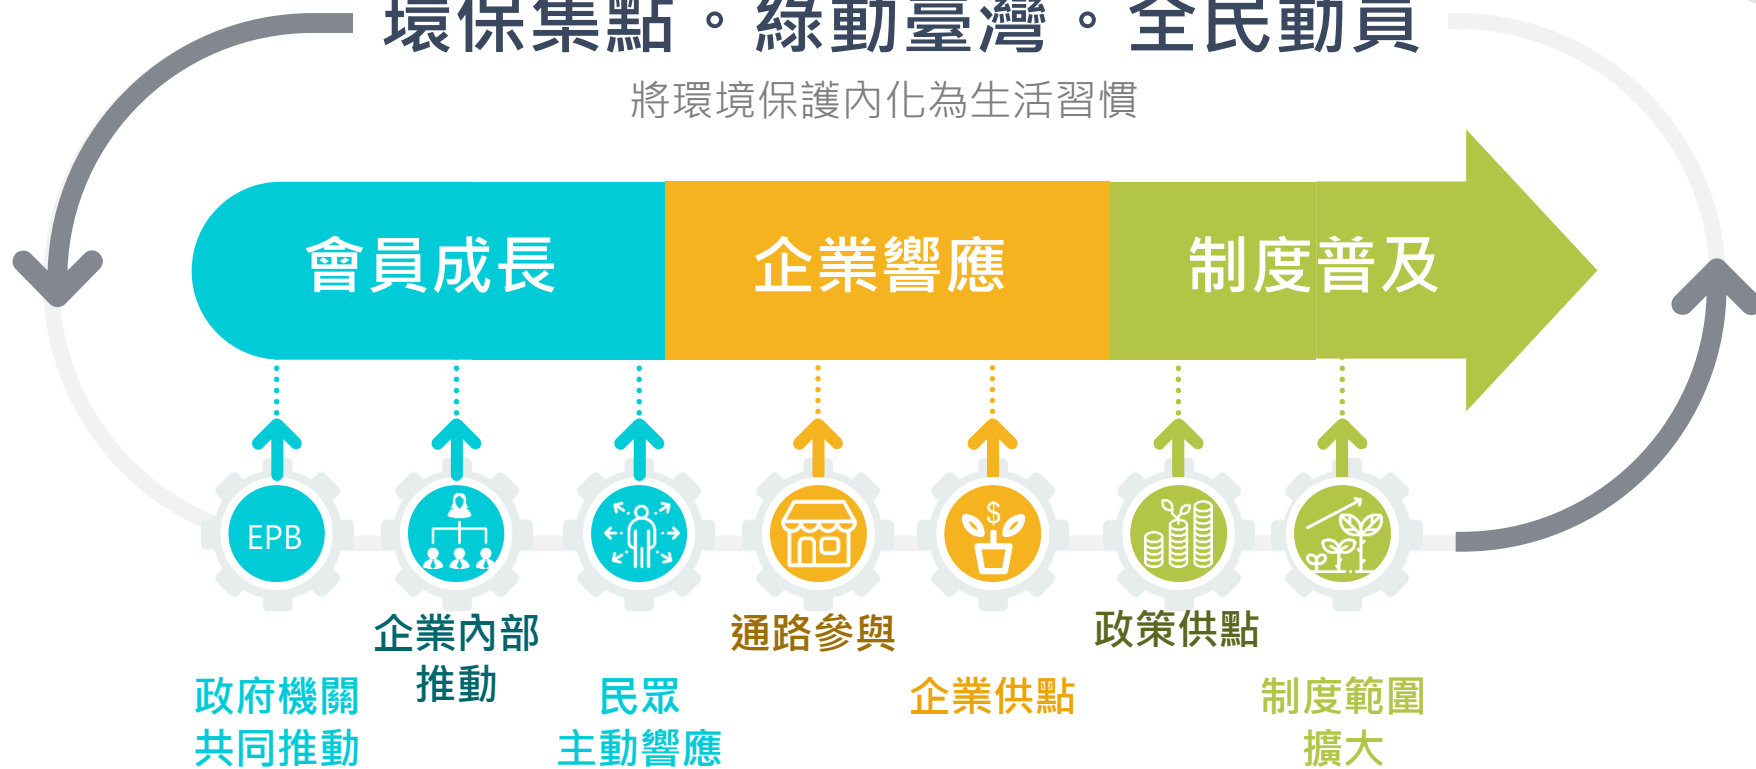 環保集點。綠動臺灣。全民動員
將環境保護內化為生活習慣
會員成長
企業響應
制度普及
EPB
$
政府機關
共同推動
企業內部
推動
民眾
主動響應
通路參與
企業供點
政策供點
制度範圍
擴大